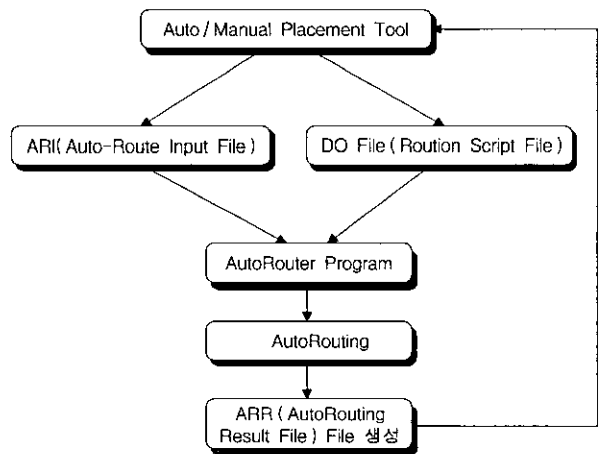 Auto/Manual Placement Tool
ARI(Auto-Route Input File)
DO File(Roution Script File)
AutoRouter Program
AutoRouting
ARR(AutoRouting
Result File) File 생성